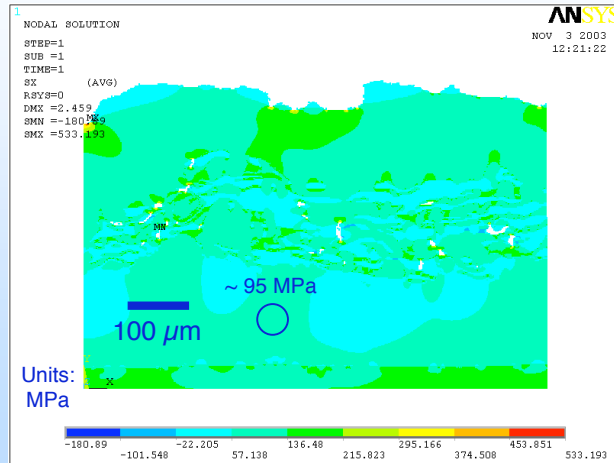 1
NODAL SOLUTION
ANSYS
NOV 3 2003
12:21:22
STEP=1
SUB =1
TIME=1
SX (AVG)
RSYS=0
DMX =2.459
SMN =-180.89
SMX =533.193
MX
MN
~ 95 MPa
100 µm
Units:
MPa
X
-180.89 -22.205 136.48 295.166 453.851
-101.548 57.138 215.823 374.508 533.193